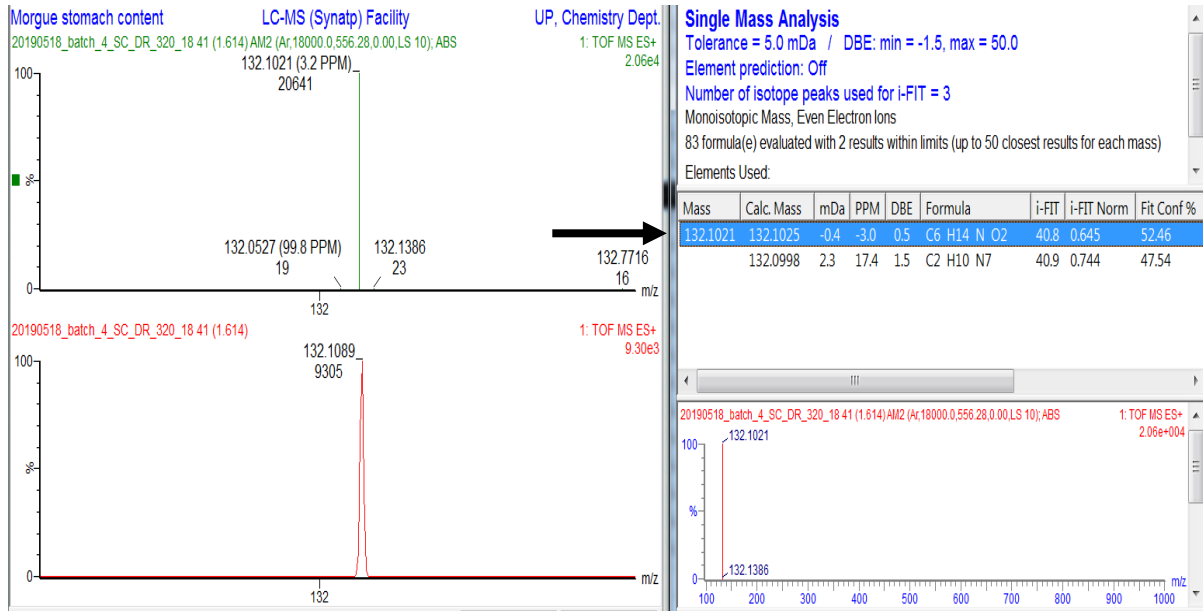 Morgue stomach content LC-MS (Synatp) Facility UP, Chemistry Dept.
20190518_batch_4_SC_DR_320_18 41 (1.614) AM2 (Ar,18000.0,556.28,0.00,LS 10); ABS 1: TOF MS ES+
2.06e4
132.1021 (3.2 PPM)
20641
100
%
132.0527 (99.8 PPM) 132.1386 132.7716
19 23 16
0
m/z
132
20190518_batch_4_SC_DR_320_18 41 (1.614) 1: TOF MS ES+
9.30e3
132.1089
9305
100
%
0
m/z
132
Single Mass Analysis
Tolerance = 5.0 mDa / DBE: min = -1.5, max = 50.0
Element prediction: Off
Number of isotope peaks used for i-FIT = 3
Monoisotopic Mass, Even Electron Ions
83 formula(e) evaluated with 2 results within limits (up to 50 closest results for each mass)
Elements Used:
Mass Calc. Mass mDa PPM DBE Formula i-FIT i-FIT Norm Fit Conf %
132.1021 132.1025 -0.4 -3.0 0.5 C6 H14 N O2 40.8 0.645 52.46
132.0998 2.3 17.4 1.5 C2 H10 N7 40.9 0.744 47.54
20190518_batch_4_SC_DR_320_18 41 (1.614) AM2 (Ar,18000.0,556.28,0.00,LS 10); ABS 1: TOF MS ES+
2.06e+004
132.1021
100
%
132.1386
0
m/z
100 200 300 400 500 600 700 800 900 1000